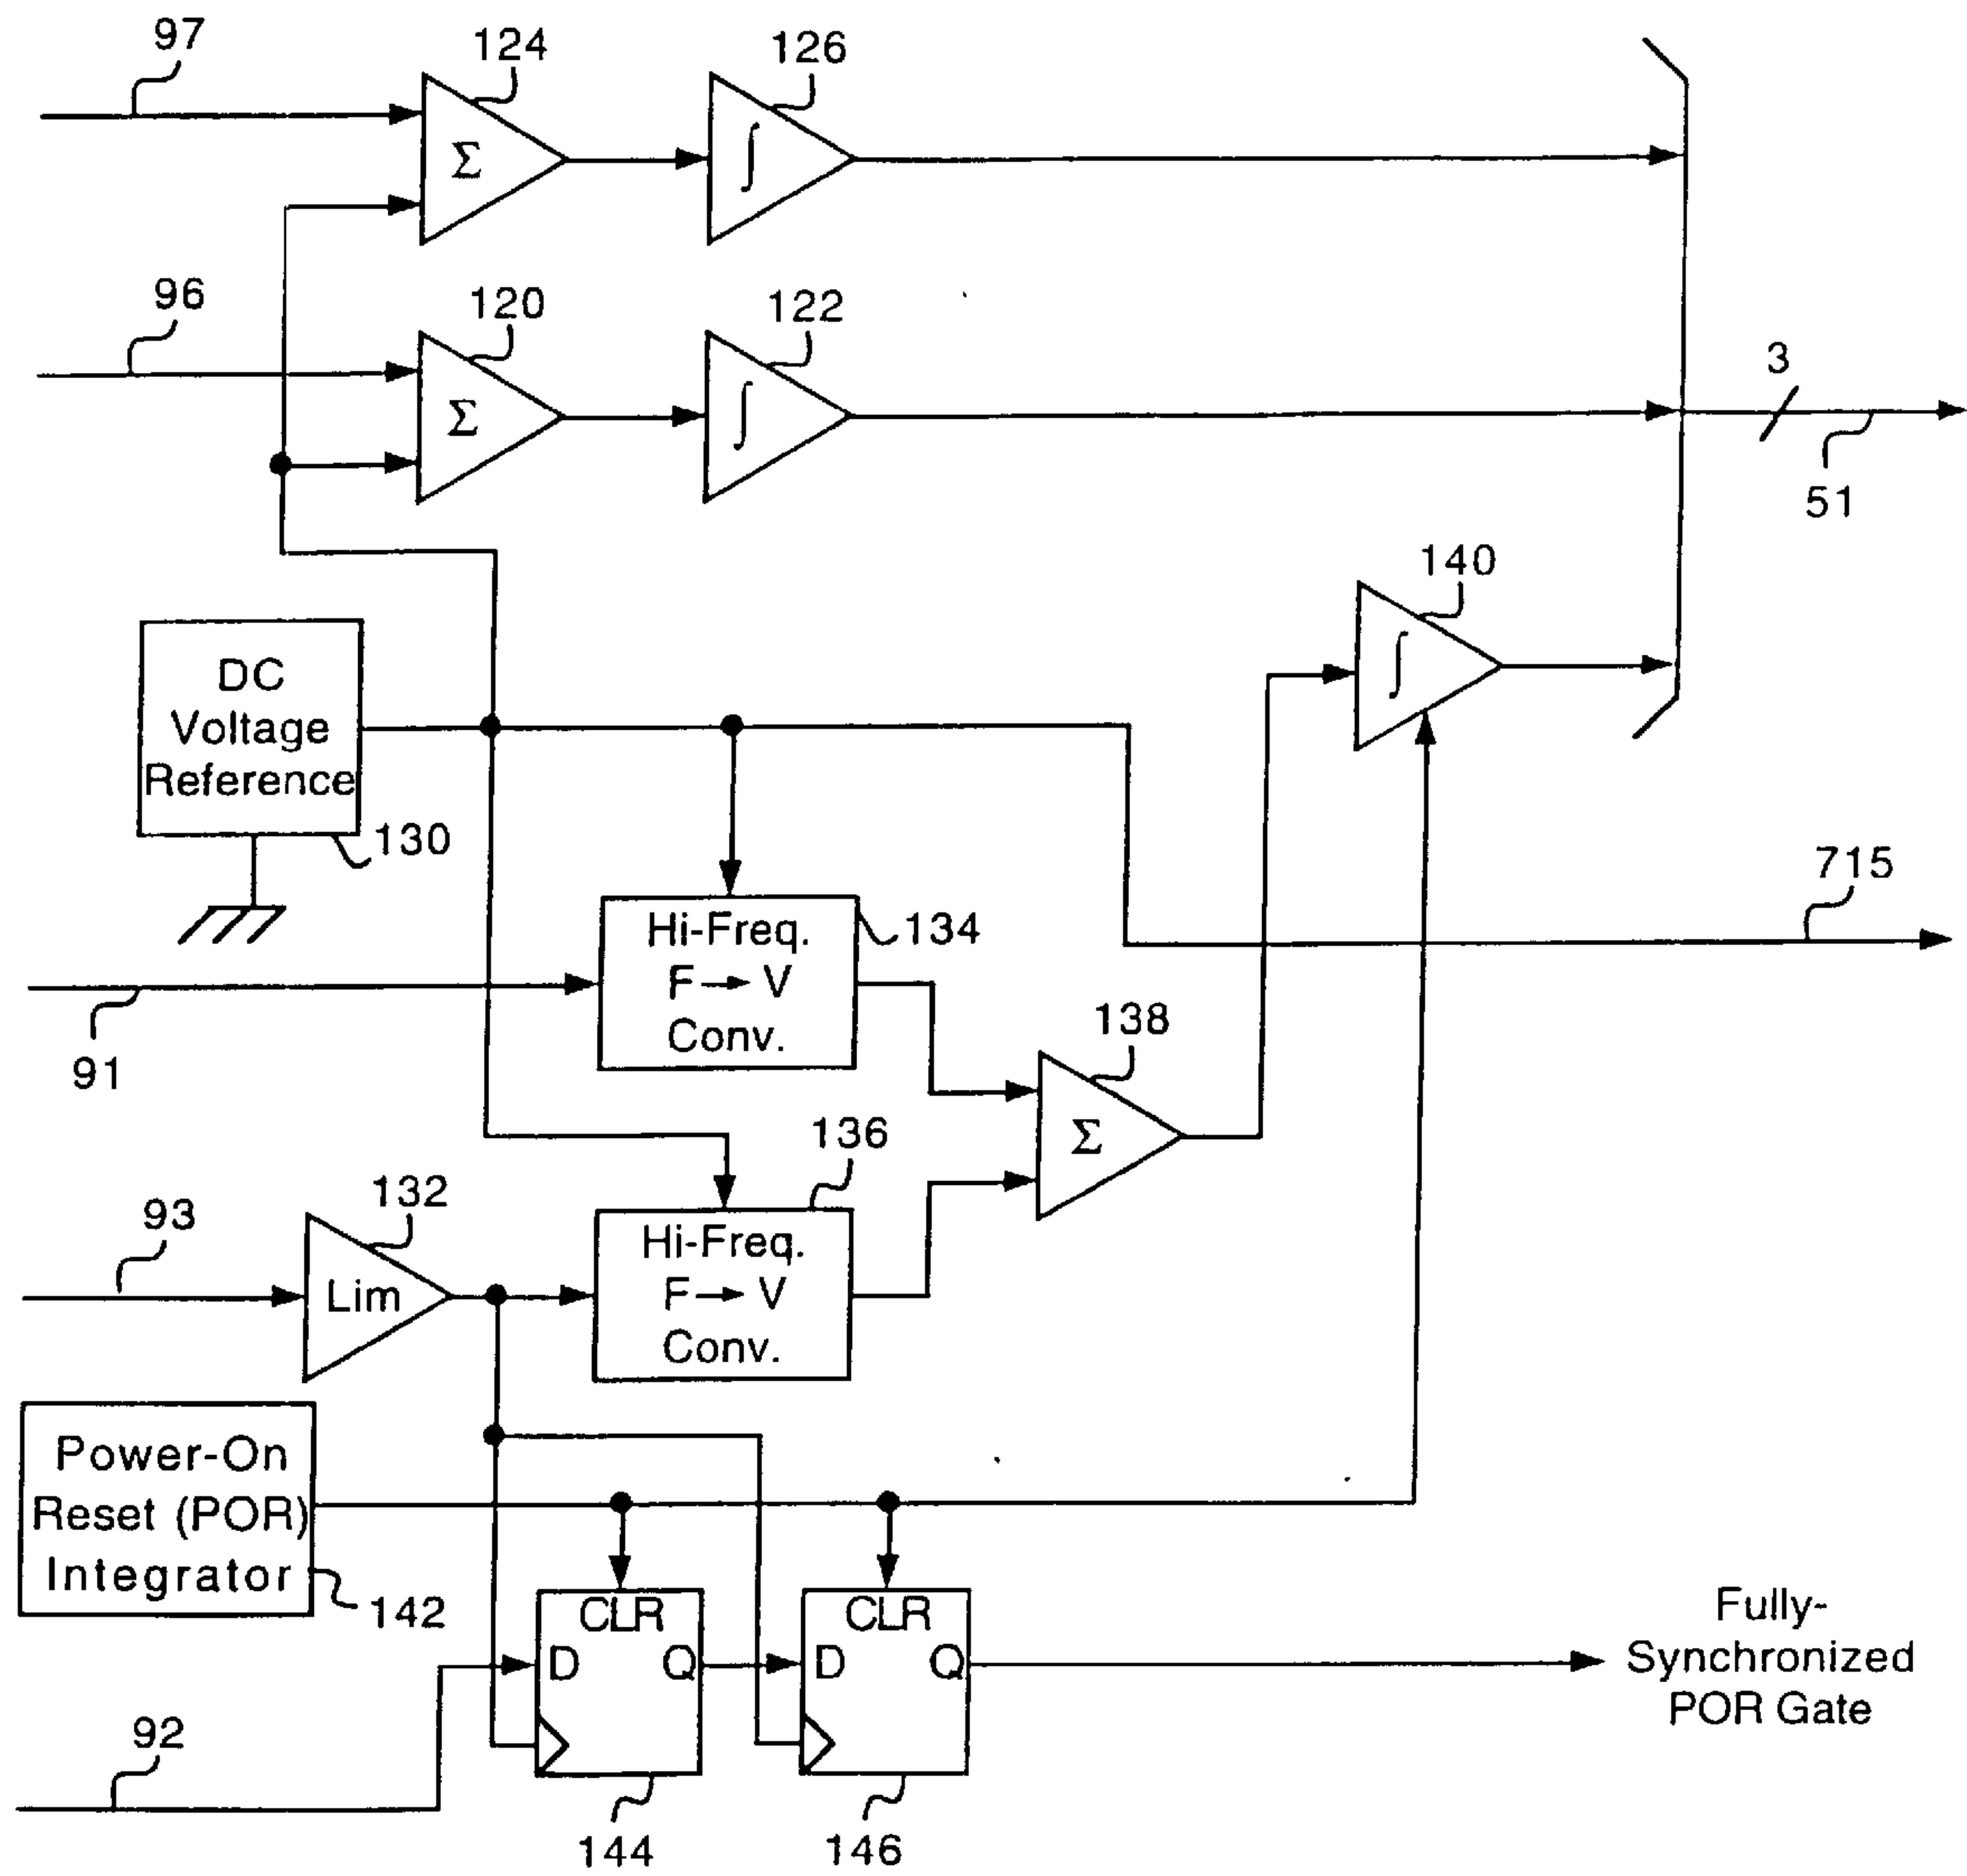 97
124
126
Σ
∫
96
120
122
Σ
∫
3
51
140
∫
DC
Voltage
Reference
130
715
Hi-Freq.
F → V
Conv.
134
91
138
Σ
136
Hi-Freq.
F → V
Conv.
93
132
Lim
Power-On
Reset (POR)
Integrator
142
CLR
D Q
144
CLR
D Q
146
92
Fully-
Synchronized
POR Gate